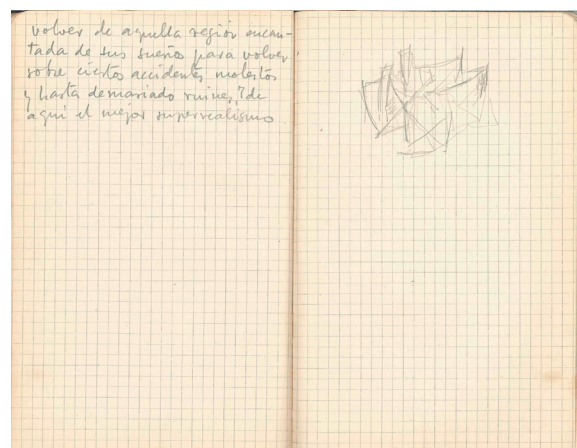 volver de aquella región encan-
tada de sus sueños para volver
sobre ciertos accidentes molestos
y hasta demasiado ruines, ? de
aquí el mejor superrealismo